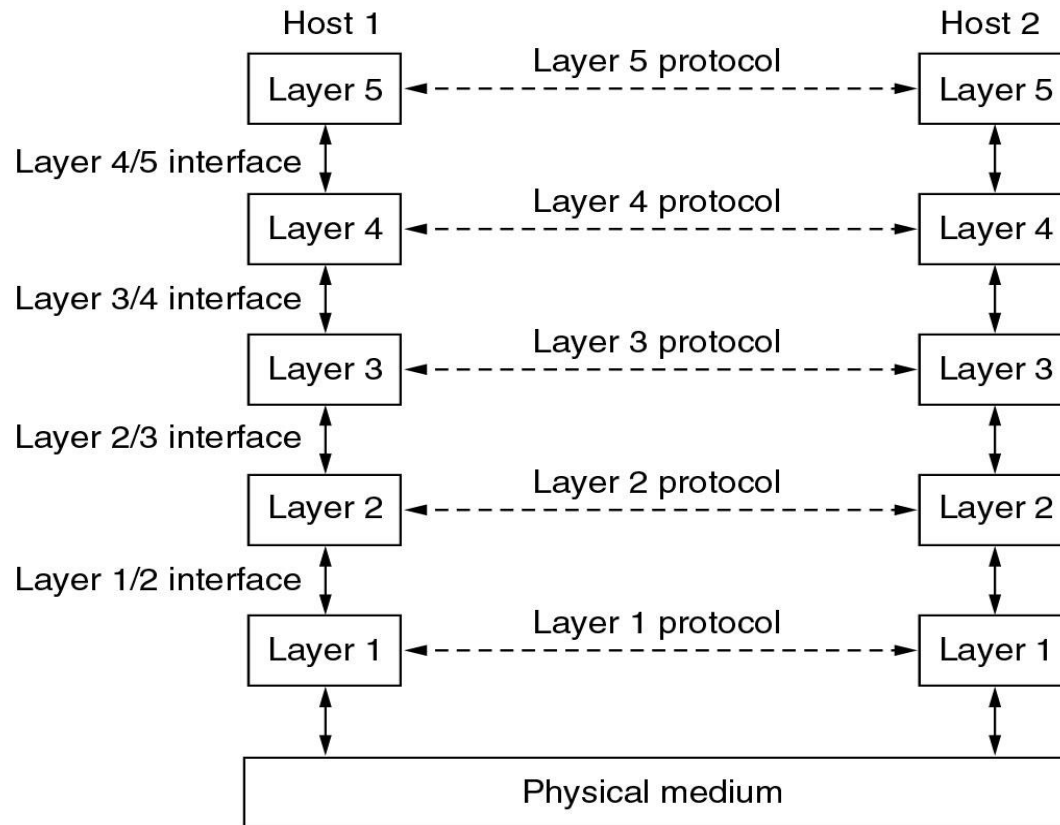 Host 1
Host 2
Layer 5 protocol
Layer 5
Layer 5
Layer 4/5 interface
Layer 4 protocol
Layer 4
Layer 4
Layer 3/4 interface
Layer 3 protocol
Layer 3
Layer 3
Layer 2/3 interface
Layer 2 protocol
Layer 2
Layer 2
Layer 1/2 interface
Layer 1 protocol
Layer 1
Layer 1
Physical medium